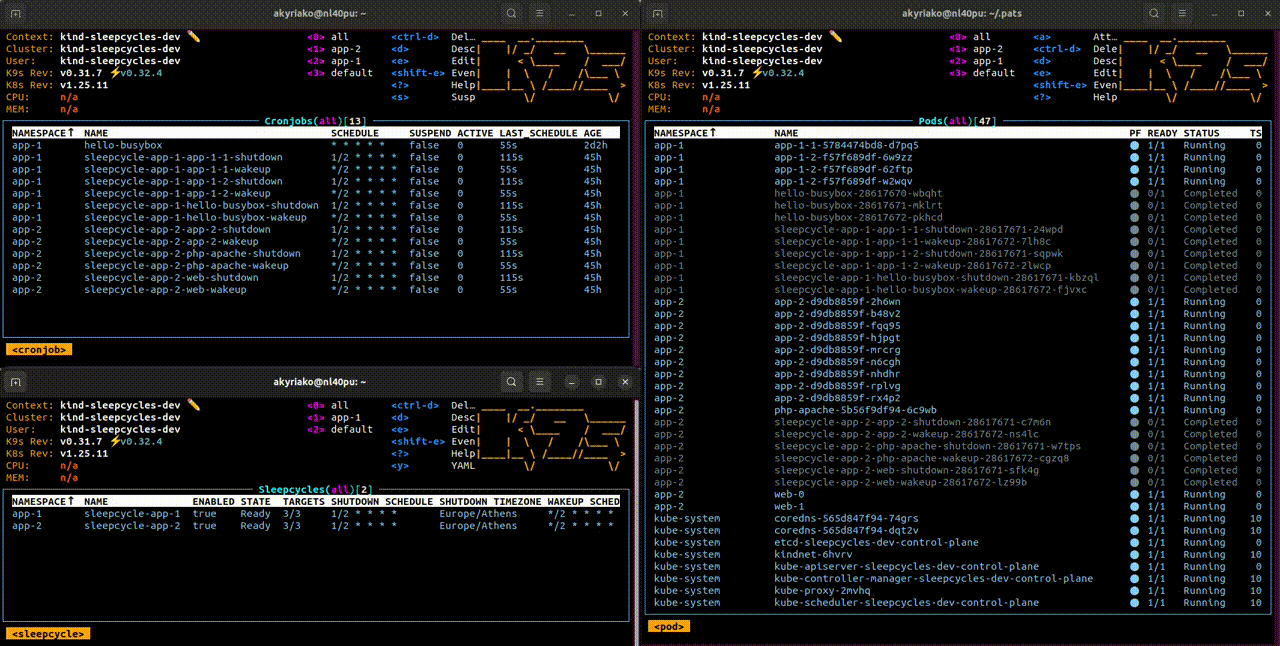 akyriako@nl40pu: ~
Context: kind-sleepcycles-dev <0> all <ctrl-d> Del…
Cluster: kind-sleepcycles-dev <1> app-2 <d> Desc
User: kind-sleepcycles-dev <2> app-1 <e> Edit
K9s Rev: v0.31.7 ⚡v0.32.4 <3> default <shift-e> Even
K8s Rev: v1.25.11 <?> Help
CPU: n/a <s> Susp
MEM: n/a
Cronjobs(all)[13]
NAMESPACE↑ NAME SCHEDULE SUSPEND ACTIVE LAST_SCHEDULE AGE
app-1 hello-busybox * * * * * false 0 55s 2d2h
app-1 sleepcycle-app-1-app-1-1-shutdown 1/2 * * * * false 0 115s 45h
app-1 sleepcycle-app-1-app-1-1-wakeup */2 * * * * false 0 55s 45h
app-1 sleepcycle-app-1-app-1-2-shutdown 1/2 * * * * false 0 115s 45h
app-1 sleepcycle-app-1-app-1-2-wakeup */2 * * * * false 0 55s 45h
app-1 sleepcycle-app-1-hello-busybox-shutdown 1/2 * * * * false 0 115s 45h
app-1 sleepcycle-app-1-hello-busybox-wakeup */2 * * * * false 0 55s 45h
app-2 sleepcycle-app-2-app-2-shutdown 1/2 * * * * false 0 115s 45h
app-2 sleepcycle-app-2-app-2-wakeup */2 * * * * false 0 55s 45h
app-2 sleepcycle-app-2-php-apache-shutdown 1/2 * * * * false 0 115s 45h
app-2 sleepcycle-app-2-php-apache-wakeup */2 * * * * false 0 55s 45h
app-2 sleepcycle-app-2-web-shutdown 1/2 * * * * false 0 115s 45h
app-2 sleepcycle-app-2-web-wakeup */2 * * * * false 0 55s 45h
<cronjob>
akyriako@nl40pu: ~
Context: kind-sleepcycles-dev <0> all <ctrl-d> Del…
Cluster: kind-sleepcycles-dev <1> app-1 <d> Desc
User: kind-sleepcycles-dev <2> default <e> Edit
K9s Rev: v0.31.7 ⚡v0.32.4 <shift-e> Even
K8s Rev: v1.25.11 <?> Help
CPU: n/a <y> YAML
MEM: n/a
Sleepcycles(all)[2]
NAMESPACE↑ NAME ENABLED STATE TARGETS SHUTDOWN SCHEDULE SHUTDOWN TIMEZONE WAKEUP SCHED
app-1 sleepcycle-app-1 true Ready 3/3 1/2 * * * * Europe/Athens */2 * * * *
app-2 sleepcycle-app-2 true Ready 3/3 1/2 * * * * Europe/Athens */2 * * * *
<sleepcycle>
akyriako@nl40pu: ~/.pats
Context: kind-sleepcycles-dev <0> all <a> Att…
Cluster: kind-sleepcycles-dev <1> app-2 <ctrl-d> Dele
User: kind-sleepcycles-dev <2> app-1 <d> Desc
K9s Rev: v0.31.7 ⚡v0.32.4 <3> default <e> Edit
K8s Rev: v1.25.11 <shift-e> Even
CPU: n/a <?> Help
MEM: n/a
Pods(all)[47]
NAMESPACE↑ NAME PF READY STATUS TS
app-1 app-1-1-5784474bd8-d7pq5 1/1 Running 0
app-1 app-1-2-f57f689df-6w9zz 1/1 Running 0
app-1 app-1-2-f57f689df-62ftp 1/1 Running 0
app-1 app-1-2-f57f689df-w2wqv 1/1 Running 0
app-1 hello-busybox-28617670-wbqht 0/1 Completed 0
app-1 hello-busybox-28617671-mklrt 0/1 Completed 0
app-1 hello-busybox-28617672-pkhcd 0/1 Completed 0
app-1 sleepcycle-app-1-app-1-1-shutdown-28617671-24wpd 0/1 Completed 0
app-1 sleepcycle-app-1-app-1-1-wakeup-28617672-7lh8c 0/1 Completed 0
app-1 sleepcycle-app-1-app-1-2-shutdown-28617671-sqpwk 0/1 Completed 0
app-1 sleepcycle-app-1-app-1-2-wakeup-28617672-2lwcp 0/1 Completed 0
app-1 sleepcycle-app-1-hello-busybox-shutdown-28617671-kbzql 0/1 Completed 0
app-1 sleepcycle-app-1-hello-busybox-wakeup-28617672-fjvxc 0/1 Completed 0
app-2 app-2-d9db8859f-2h6wn 1/1 Running 0
app-2 app-2-d9db8859f-b48v2 1/1 Running 0
app-2 app-2-d9db8859f-fqq95 1/1 Running 0
app-2 app-2-d9db8859f-hjpgt 1/1 Running 0
app-2 app-2-d9db8859f-mrcrg 1/1 Running 0
app-2 app-2-d9db8859f-n6cgh 1/1 Running 0
app-2 app-2-d9db8859f-nhdhr 1/1 Running 0
app-2 app-2-d9db8859f-rplvg 1/1 Running 0
app-2 app-2-d9db8859f-rx4p2 1/1 Running 0
app-2 php-apache-5b56f9df94-6c9wb 1/1 Running 0
app-2 sleepcycle-app-2-app-2-shutdown-28617671-c7m6n 0/1 Completed 0
app-2 sleepcycle-app-2-app-2-wakeup-28617672-ns4lc 0/1 Completed 0
app-2 sleepcycle-app-2-php-apache-shutdown-28617671-w7tps 0/1 Completed 0
app-2 sleepcycle-app-2-php-apache-wakeup-28617672-cgzq8 0/1 Completed 0
app-2 sleepcycle-app-2-web-shutdown-28617671-sfk4g 0/1 Completed 0
app-2 sleepcycle-app-2-web-wakeup-28617672-lz99b 0/1 Completed 0
app-2 web-0 1/1 Running 0
app-2 web-1 1/1 Running 0
kube-system coredns-565d847f94-74grs 1/1 Running 10
kube-system coredns-565d847f94-dqt2v 1/1 Running 10
kube-system etcd-sleepcycles-dev-control-plane 1/1 Running 0
kube-system kindnet-6hvrv 1/1 Running 10
kube-system kube-apiserver-sleepcycles-dev-control-plane 1/1 Running 0
kube-system kube-controller-manager-sleepcycles-dev-control-plane 1/1 Running 10
kube-system kube-proxy-2mvhq 1/1 Running 10
kube-system kube-scheduler-sleepcycles-dev-control-plane 1/1 Running 10
<pod>